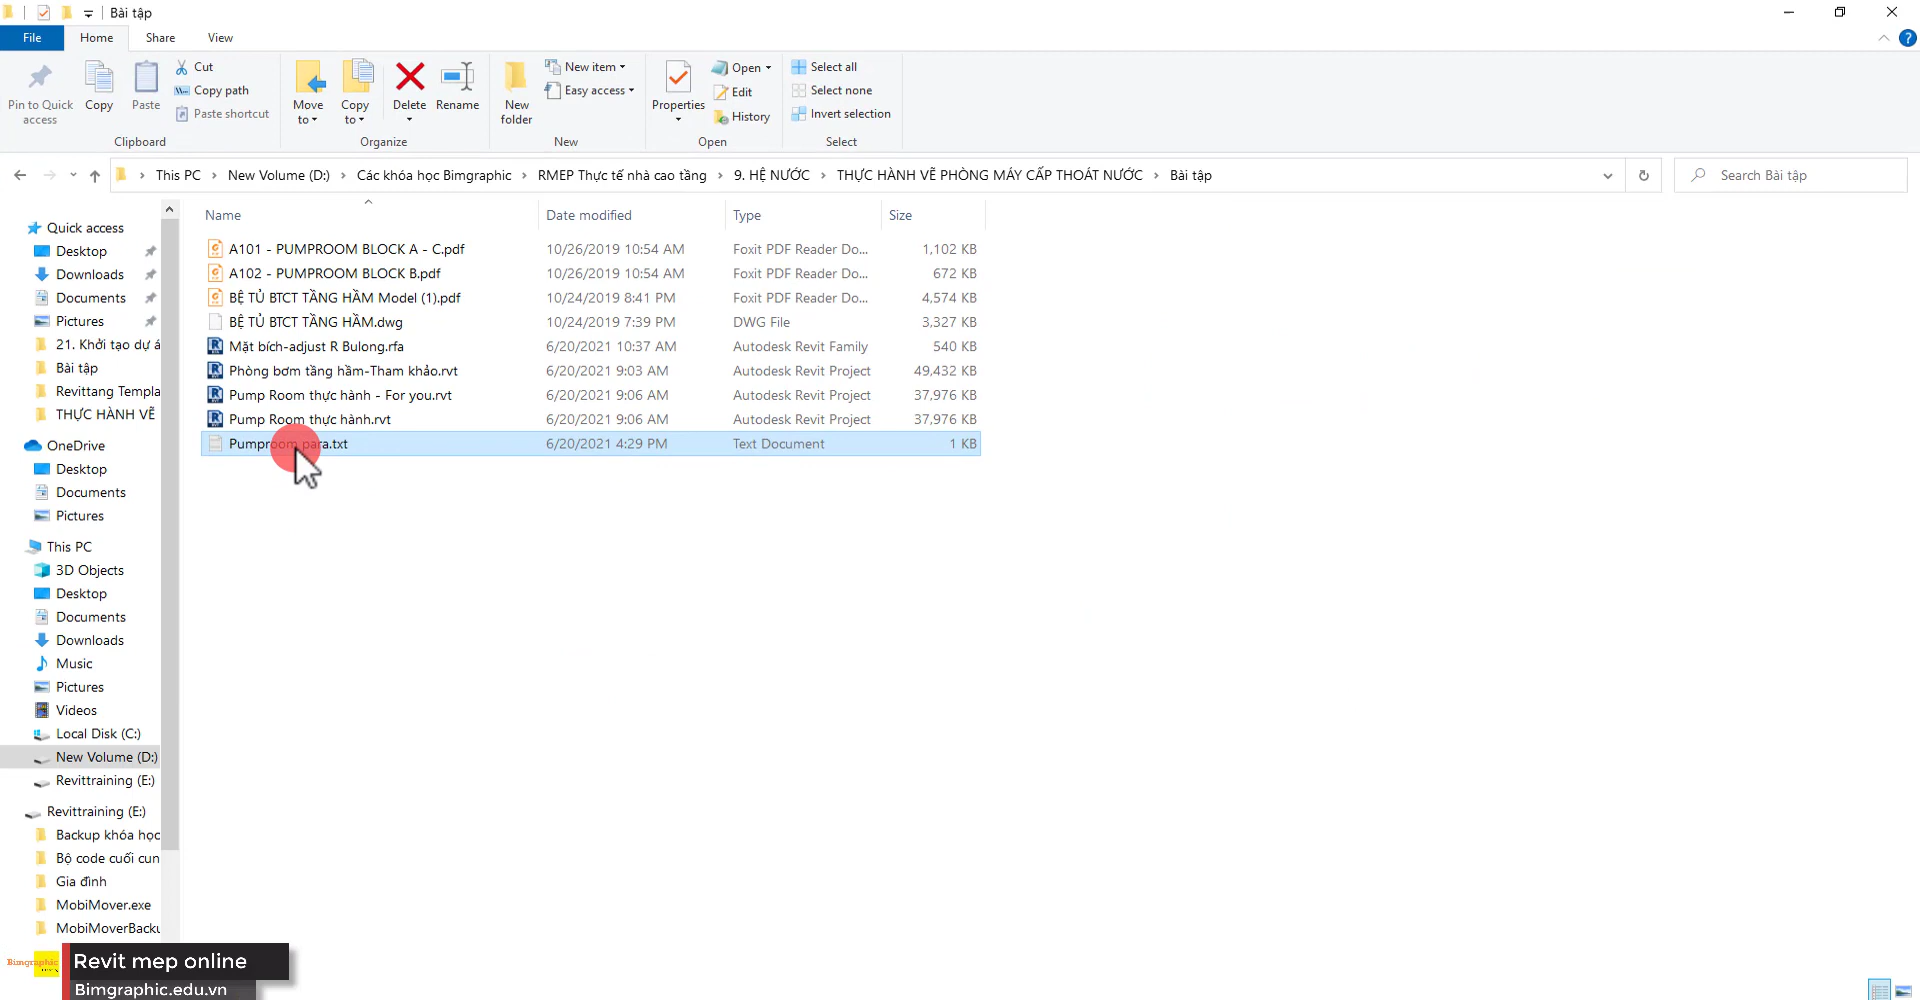 Bài tập
File Home Share View
Pin to Quick access
Copy
Paste
Cut
Copy path
Paste shortcut
Clipboard
Move to
Copy to
Delete
Rename
Organize
New folder
New item
Easy access
New
Properties
Open
Edit
History
Open
Select all
Select none
Invert selection
Select
This PC > New Volume (D:) > Các khóa học Bimgraphic > RMEP Thực tế nhà cao tầng > 9. HỆ NƯỚC > THỰC HÀNH VẼ PHÒNG MÁY CẤP THOÁT NƯỚC > Bài tập
Search Bài tập
Quick access
Desktop
Downloads
Documents
Pictures
21. Khởi tạo dự á
Bài tập
Revittang Templa
THỰC HÀNH VẼ
OneDrive
Desktop
Documents
Pictures
This PC
3D Objects
Desktop
Documents
Downloads
Music
Pictures
Videos
Local Disk (C:)
New Volume (D:)
Revittraining (E:)
Revittraining (E:)
Backup khóa học
Bộ code cuối cun
Gia đình
MobiMover.exe
MobiMoverBacku
Name Date modified Type Size
A101 - PUMPROOM BLOCK A - C.pdf 10/26/2019 10:54 AM Foxit PDF Reader Do... 1,102 KB
A102 - PUMPROOM BLOCK B.pdf 10/26/2019 10:54 AM Foxit PDF Reader Do... 672 KB
BỆ TỦ BTCT TẦNG HẦM Model (1).pdf 10/24/2019 8:41 PM Foxit PDF Reader Do... 4,574 KB
BỆ TỦ BTCT TẦNG HẦM.dwg 10/24/2019 7:39 PM DWG File 3,327 KB
Mặt bích-adjust R Bulong.rfa 6/20/2021 10:37 AM Autodesk Revit Family 540 KB
Phòng bơm tầng hầm-Tham khảo.rvt 6/20/2021 9:03 AM Autodesk Revit Project 49,432 KB
Pump Room thực hành - For you.rvt 6/20/2021 9:06 AM Autodesk Revit Project 37,976 KB
Pump Room thực hành.rvt 6/20/2021 9:06 AM Autodesk Revit Project 37,976 KB
Pumproom para.txt 6/20/2021 4:29 PM Text Document 1 KB
Bimgraphic
Revit mep online
Bimgraphic.edu.vn